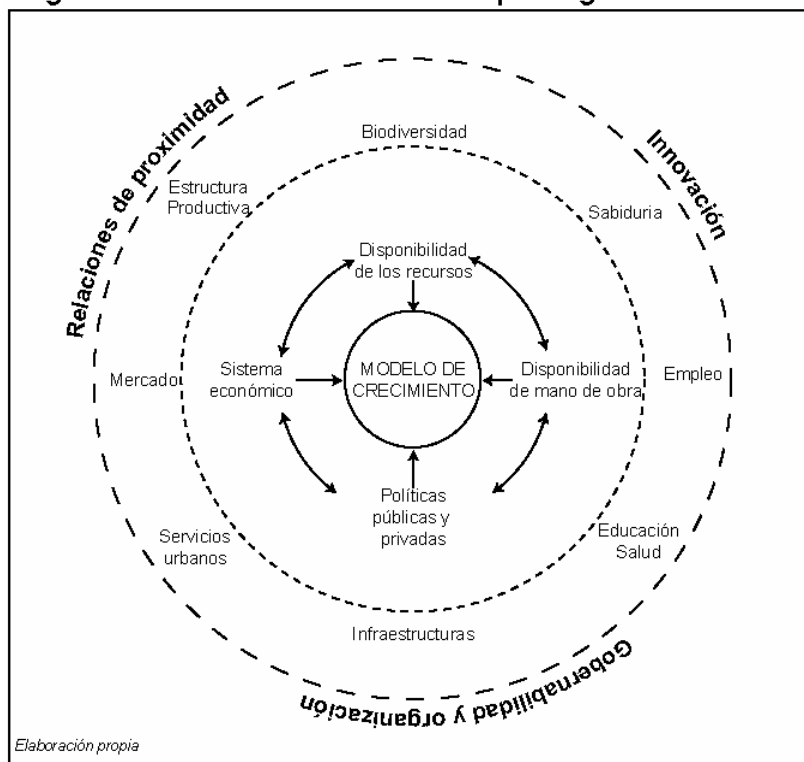 Relaciones de proximidad
Innovación
Biodiversidad
Estructura
Productiva
Sabiduria
Disponibilidad
de los recursos
Mercado
Sistema
económico
MODELO DE
CRECIMIENTO
Disponibilidad
de mano de obra
Empleo
Políticas
públicas y
privadas
Servicios
urbanos
Educación
Salud
Infraestructuras
Gobernabilidad y organización
Elaboración propia